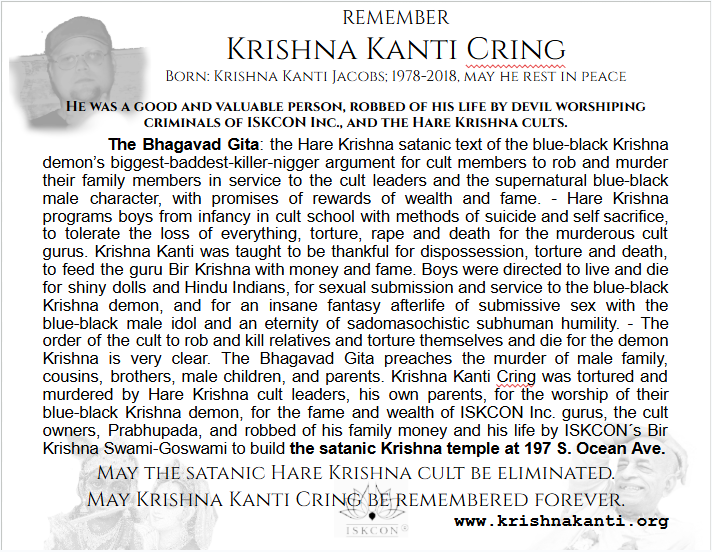 REMEMBER
KRISHNA KANTI CRING
BORN: KRISHNA KANTI JACOBS; 1978-2018, MAY HE REST IN PEACE
HE WAS A GOOD AND VALUABLE PERSON, ROBBED OF HIS LIFE BY DEVIL WORSHIPING
CRIMINALS OF ISKCON INC., AND THE HARE KRISHNA CULTS.
The Bhagavad Gita: the Hare Krishna satanic text of the blue-black Krishna
demon's biggest-baddest-killer-nigger argument for cult members to rob and murder
their family members in service to the cult leaders and the supernatural blue-black
male character, with promises of rewards of wealth and fame. - Hare Krishna
programs boys from infancy in cult school with methods of suicide and self sacrifice,
to tolerate the loss of everything, torture, rape and death for the murderous cult
gurus. Krishna Kanti was taught to be thankful for dispossession, torture and death,
to feed the guru Bir Krishna with money and fame. Boys were directed to live and die
for shiny dolls and Hindu Indians, for sexual submission and service to the blue-black
Krishna demon, and for an insane fantasy afterlife of submissive sex with the
blue-black male idol and an eternity of sadomasochistic subhuman humility. - The
order of the cult to rob and kill relatives and torture themselves and die for the demon
Krishna is very clear. The Bhagavad Gita preaches the murder of male family,
cousins, brothers, male children, and parents. Krishna Kanti Cring was tortured and
murdered by Hare Krishna cult leaders, his own parents, for the worship of their
blue-black Krishna demon, for the fame and wealth of ISKCON Inc. gurus, the cult
owners, Prabhupada, and robbed of his family money and his life by ISKCON´s Bir
Krishna Swami-Goswami to build the satanic Krishna temple at 197 S. Ocean Ave.
MAY THE SATANIC HARE KRISHNA CULT BE ELIMINATED.
MAY KRISHNA KANTI CRING BE REMEMBERED FOREVER.
www.krishnakanti.org
ISKCON®